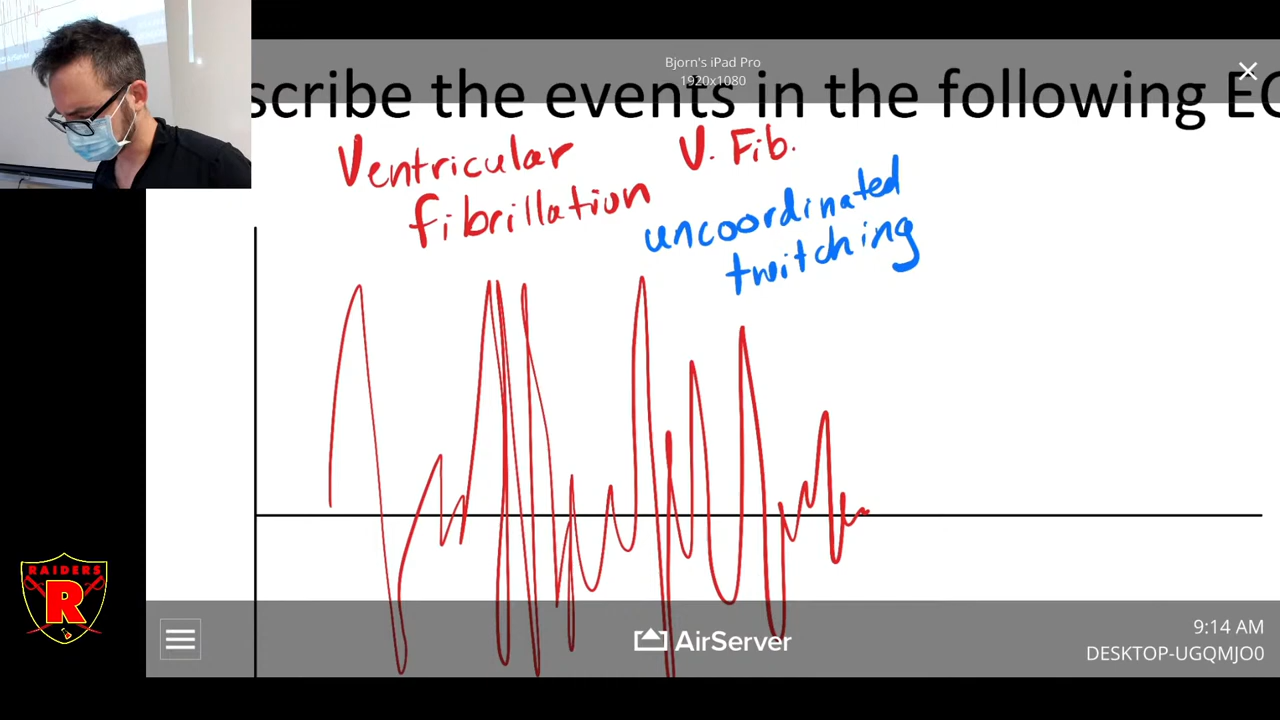 Bjorn's iPad Pro
1920x1080
scribe the events in the following EC
Ventricular
fibrillation
V. Fib.
uncoordinated
twitching
RAIDERS
R
AirServer
9:14 AM
DESKTOP-UGQMJO0